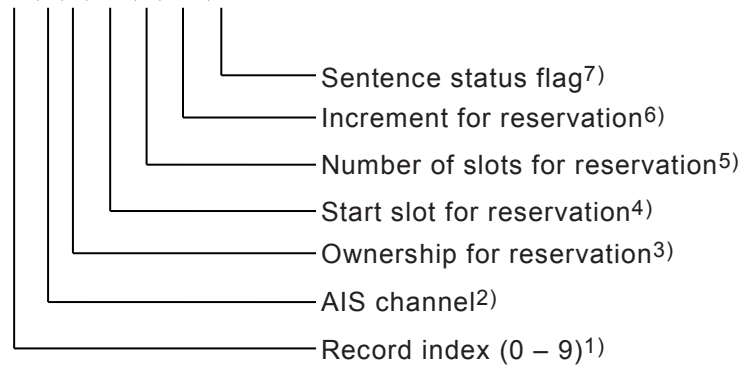 Sentence status flag7)
Increment for reservation6)
Number of slots for reservation5)
Start slot for reservation4)
Ownership for reservation3)
AIS channel2)
Record index (0 – 9)1)